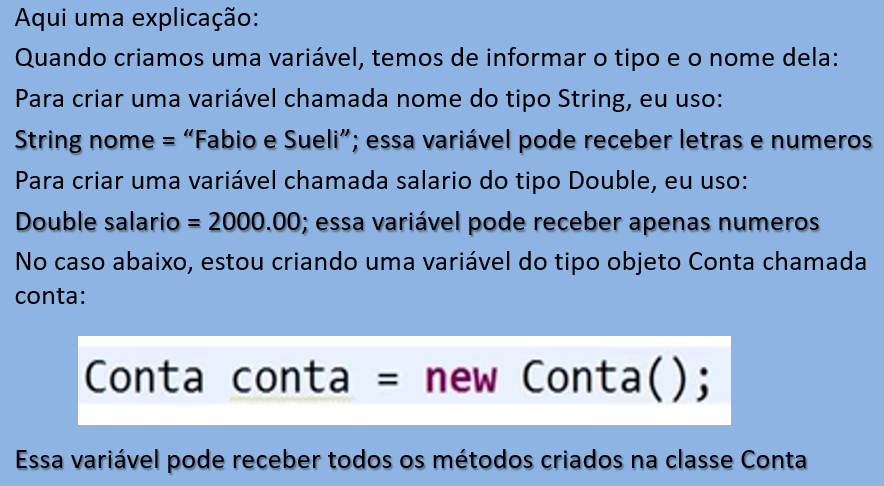 Aqui uma explicação:
Quando criamos uma variável, temos de informar o tipo e o nome dela:
Para criar uma variável chamada nome do tipo String, eu uso:
String nome = “Fabio e Sueli”; essa variável pode receber letras e numeros
Para criar uma variável chamada salario do tipo Double, eu uso:
Double salario = 2000.00; essa variável pode receber apenas numeros
No caso abaixo, estou criando uma variável do tipo objeto Conta chamada
conta:
Conta conta = new Conta();
Essa variável pode receber todos os métodos criados na classe Conta